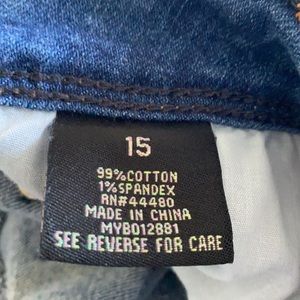 15
99%COTTON
1%SPANDEX
RN#44480
MADE IN CHINA
MYB012881
SEE REVERSE FOR CARE